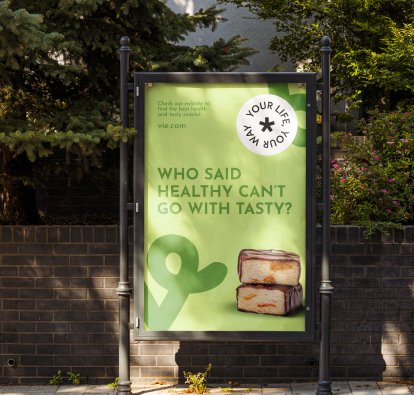 Check our website to
find the best health
and tasty snacks!
vie.com
YOUR LIFE,
YOUR WAY
WHO SAID
HEALTHY CAN'T
GO WITH TASTY?